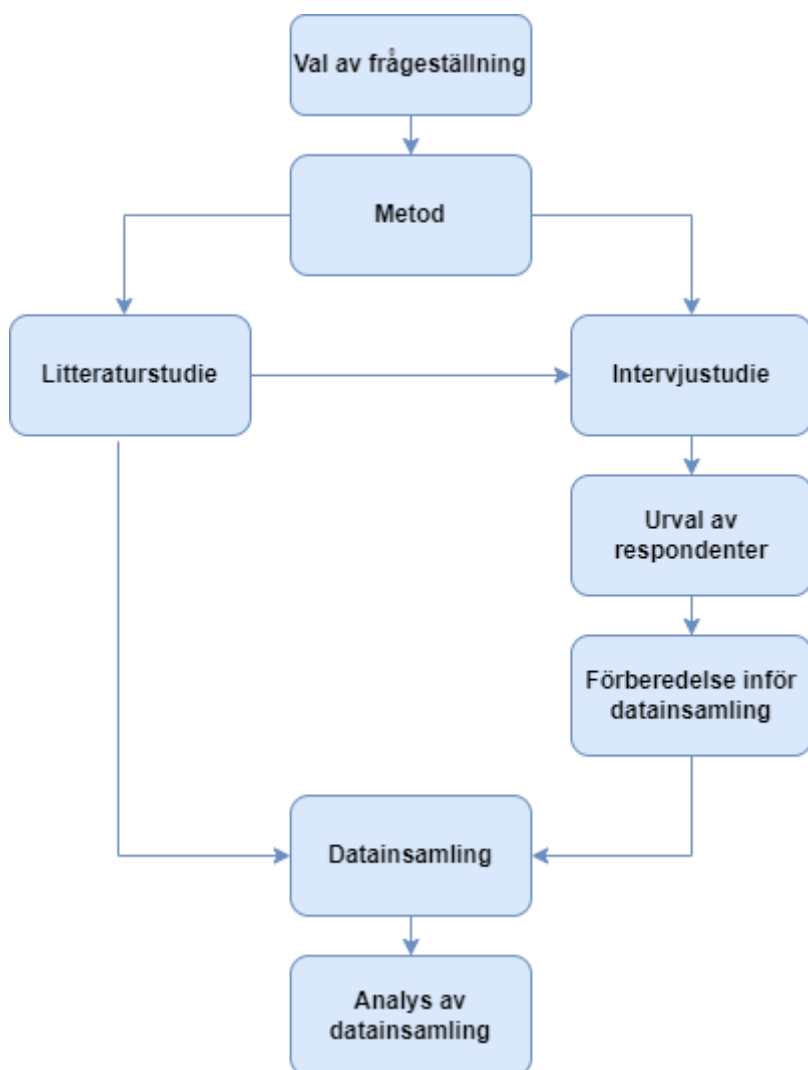 Val av frågeställning
Metod
Litteraturstudie
Intervjustudie
Urval av
respondenter
Förberedelse inför
datainsamling
Datainsamling
Analys av
datainsamling